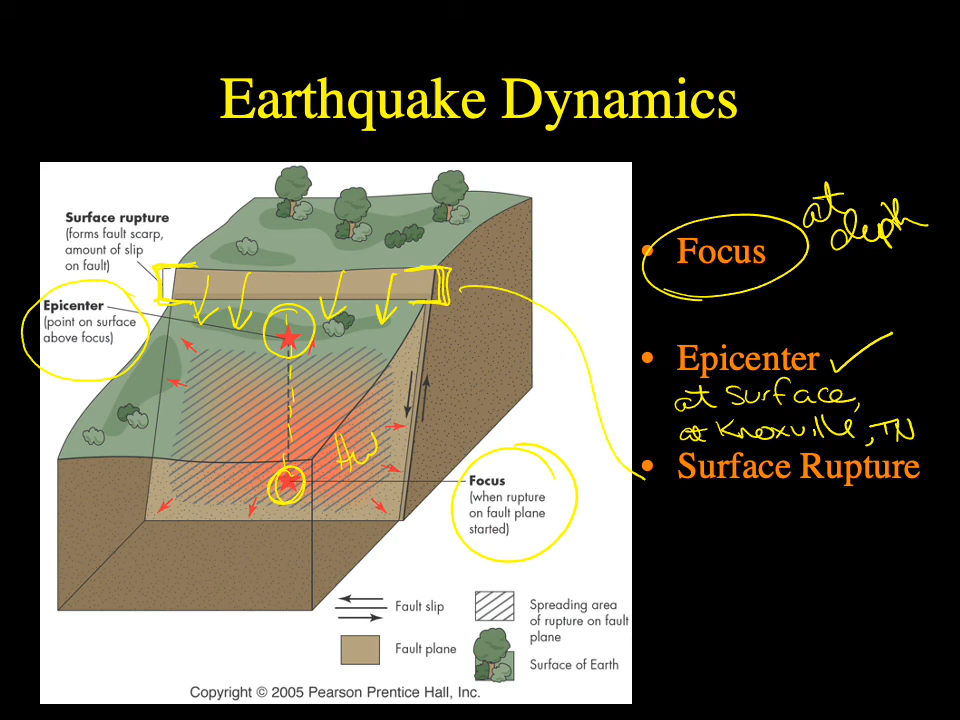 Earthquake Dynamics
Surface rupture
(forms fault scarp,
amount of slip
on fault)
Epicenter
(point on surface
above focus)
Focus
(when rupture
on fault plane
started)
Fault slip
Fault plane
Spreading area
of rupture on fault
plane
Surface of Earth
Copyright © 2005 Pearson Prentice Hall, Inc.
• Focus
at
depth
• Epicenter
at surface,
at Knoxville, TN
• Surface Rupture